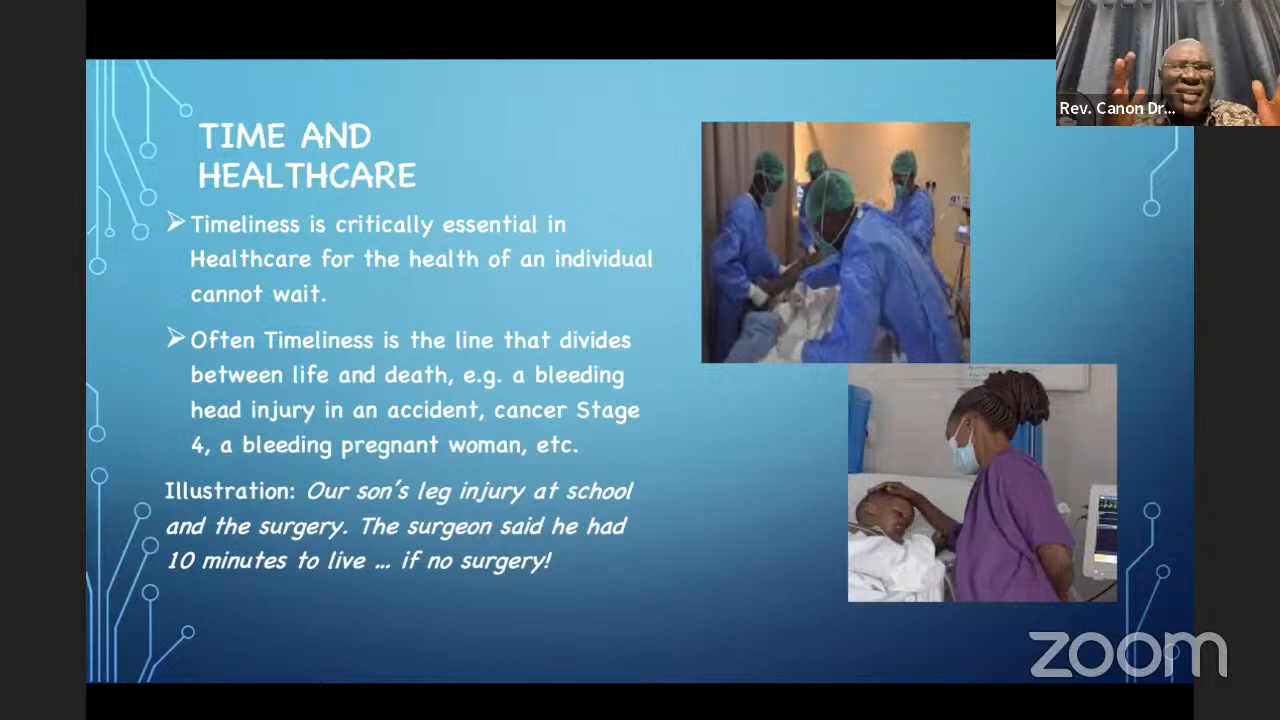 TIME AND
HEALTHCARE
Timeliness is critically essential in
Healthcare for the health of an individual
cannot wait.
Often Timeliness is the line that divides
between life and death, e.g. a bleeding
head injury in an accident, cancer Stage
4, a bleeding pregnant woman, etc.
Illustration: Our son's leg injury at school
and the surgery. The surgeon said he had
10 minutes to live ... if no surgery!
Rev. Canon Dr...
zoom